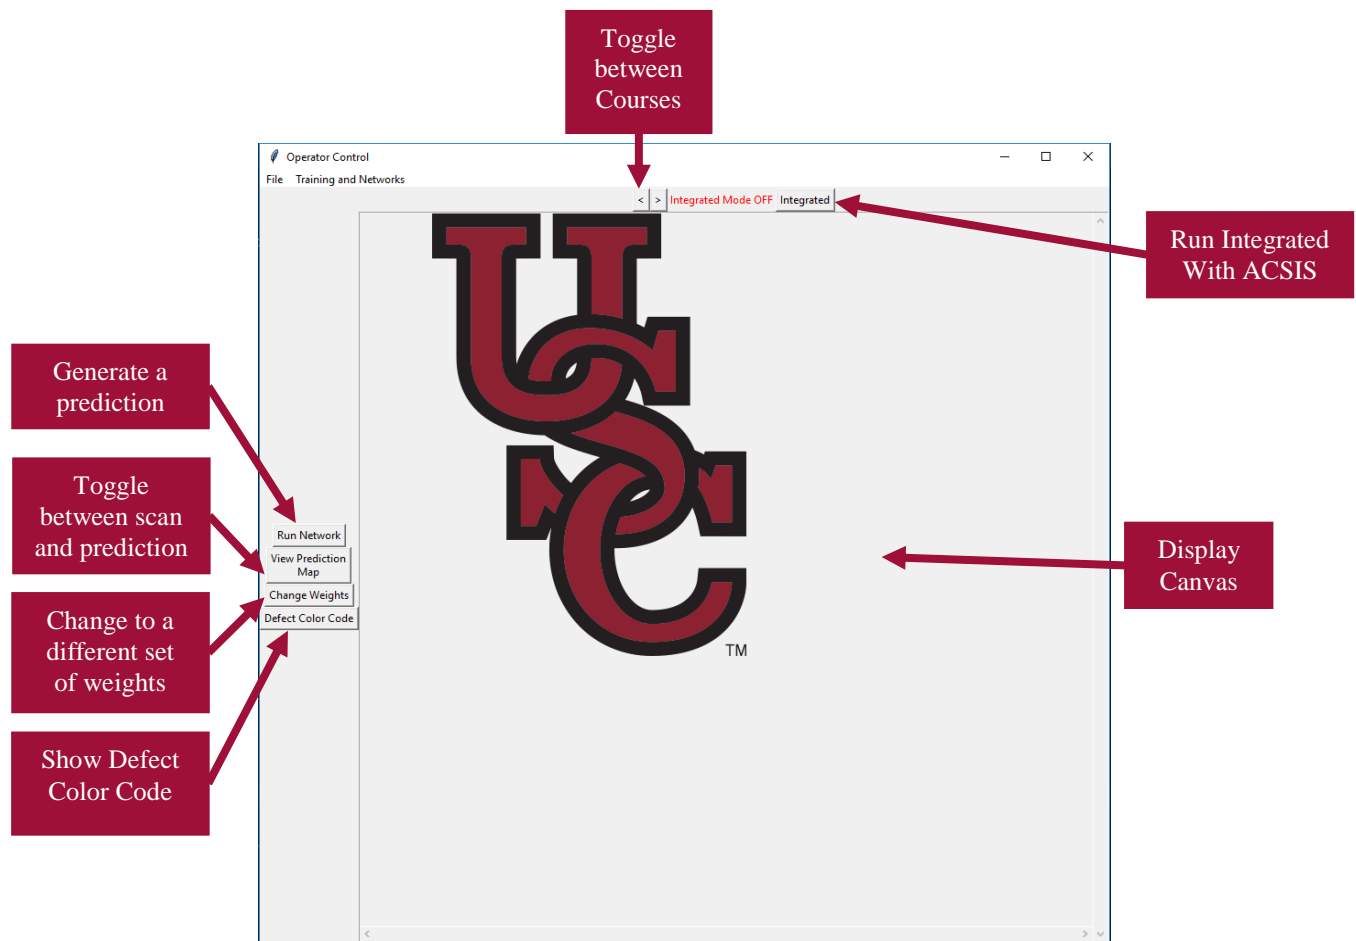 Toggle
between
Courses
Operator Control
File Training and Networks
< > Integrated Mode OFF Integrated
Run Integrated
With ACSIS
USC
TM
Generate a
prediction
Toggle
between scan
and prediction
Change to a
different set
of weights
Show Defect
Color Code
Run Network
View Prediction
Map
Change Weights
Defect Color Code
Display
Canvas